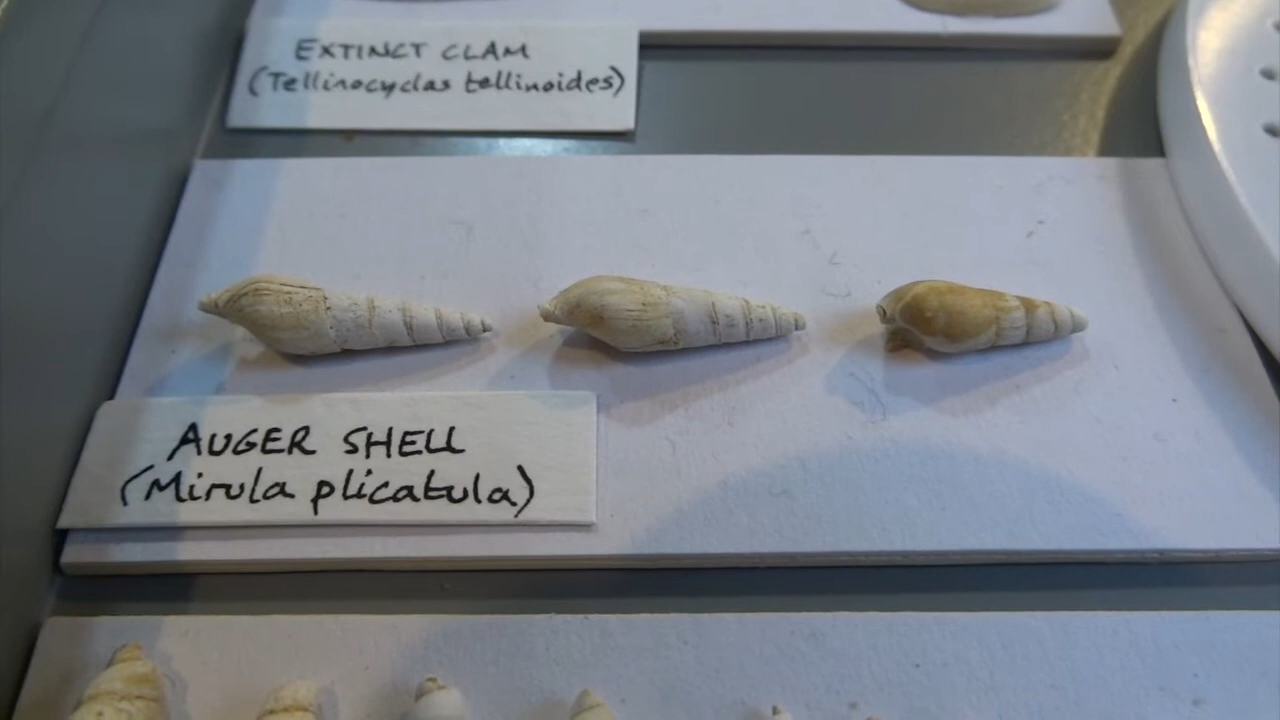 EXTINCT CLAM
(Tellinocyclas tellinoides)
AUGER SHELL
(Mirula plicatula)